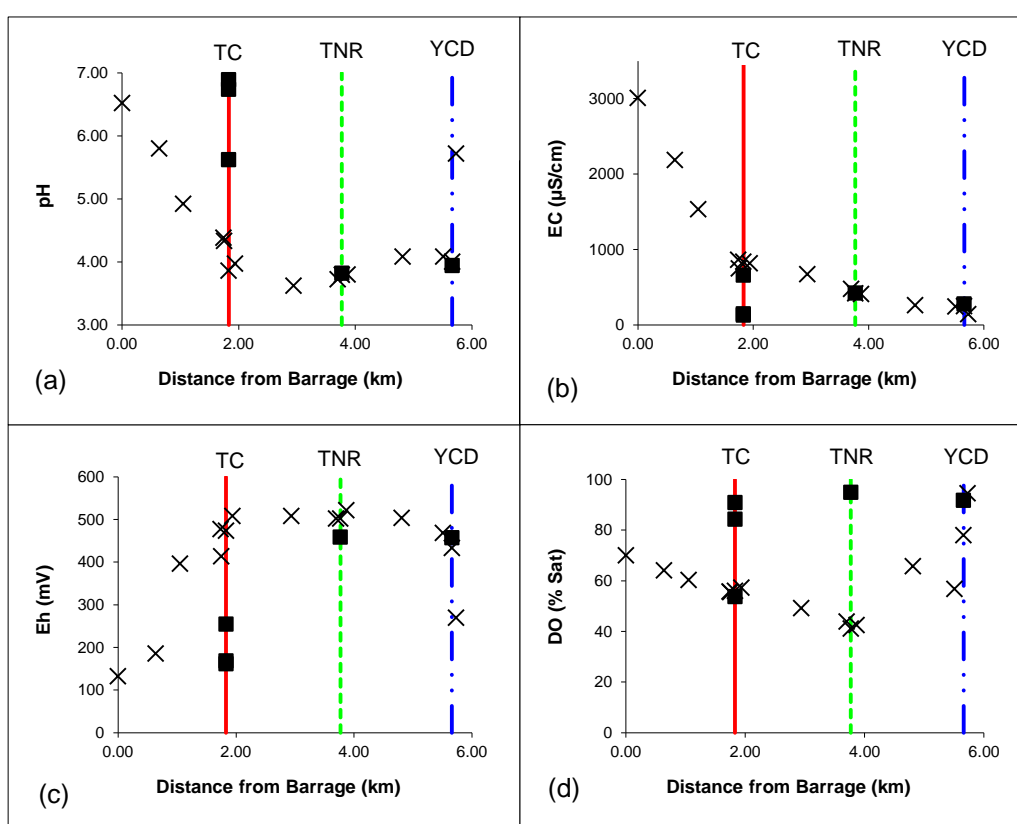 TC TNR YCD
7.00
6.00
5.00
4.00
3.00
pH
0.00 2.00 4.00 6.00
Distance from Barrage (km)
(a)
TC TNR YCD
3000
2000
1000
0
EC (µS/cm)
0.00 2.00 4.00 6.00
Distance from Barrage (km)
(b)
TC TNR YCD
600
500
400
300
200
100
0
Eh (mV)
0.00 2.00 4.00 6.00
Distance from Barrage (km)
(c)
TC TNR YCD
100
80
60
40
20
0
DO (% Sat)
0.00 2.00 4.00 6.00
Distance from Barrage (km)
(d)